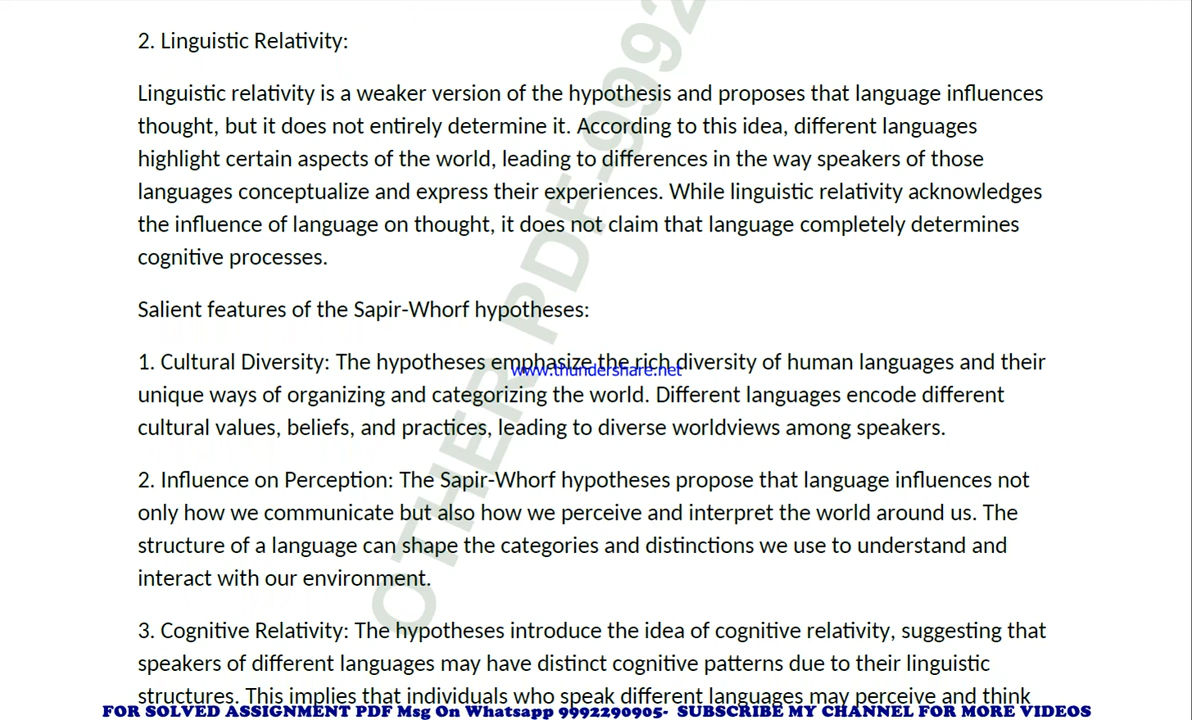 2. Linguistic Relativity:
Linguistic relativity is a weaker version of the hypothesis and proposes that language influences
thought, but it does not entirely determine it. According to this idea, different languages
highlight certain aspects of the world, leading to differences in the way speakers of those
languages conceptualize and express their experiences. While linguistic relativity acknowledges
the influence of language on thought, it does not claim that language completely determines
cognitive processes.
Salient features of the Sapir-Whorf hypotheses:
1. Cultural Diversity: The hypotheses emphasize the rich diversity of human languages and their
www.thundershare.net
unique ways of organizing and categorizing the world. Different languages encode different
cultural values, beliefs, and practices, leading to diverse worldviews among speakers.
2. Influence on Perception: The Sapir-Whorf hypotheses propose that language influences not
only how we communicate but also how we perceive and interpret the world around us. The
structure of a language can shape the categories and distinctions we use to understand and
interact with our environment.
3. Cognitive Relativity: The hypotheses introduce the idea of cognitive relativity, suggesting that
speakers of different languages may have distinct cognitive patterns due to their linguistic
structures. This implies that individuals who speak different languages may perceive and think
FOR SOLVED ASSIGNMENT PDF Msg On Whatsapp 9992290905- SUBSCRIBE MY CHANNEL FOR MORE VIDEOS
OTHER PDF-9992